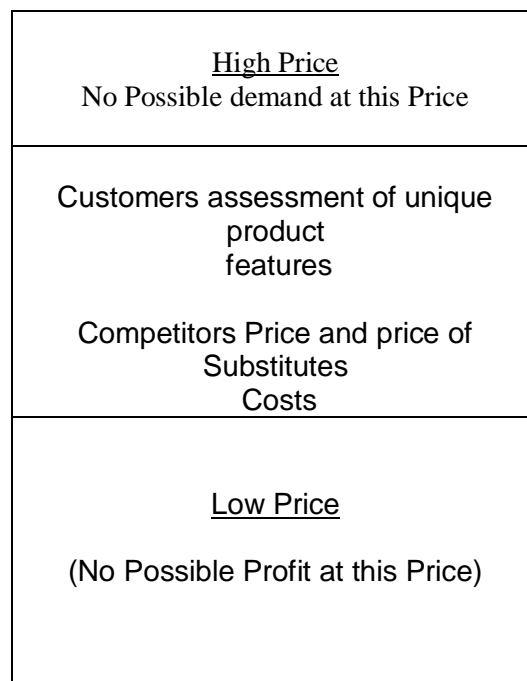 High Price
No Possible demand at this Price
Customers assessment of unique
product
features
Competitors Price and price of
Substitutes
Costs
Low Price
(No Possible Profit at this Price)